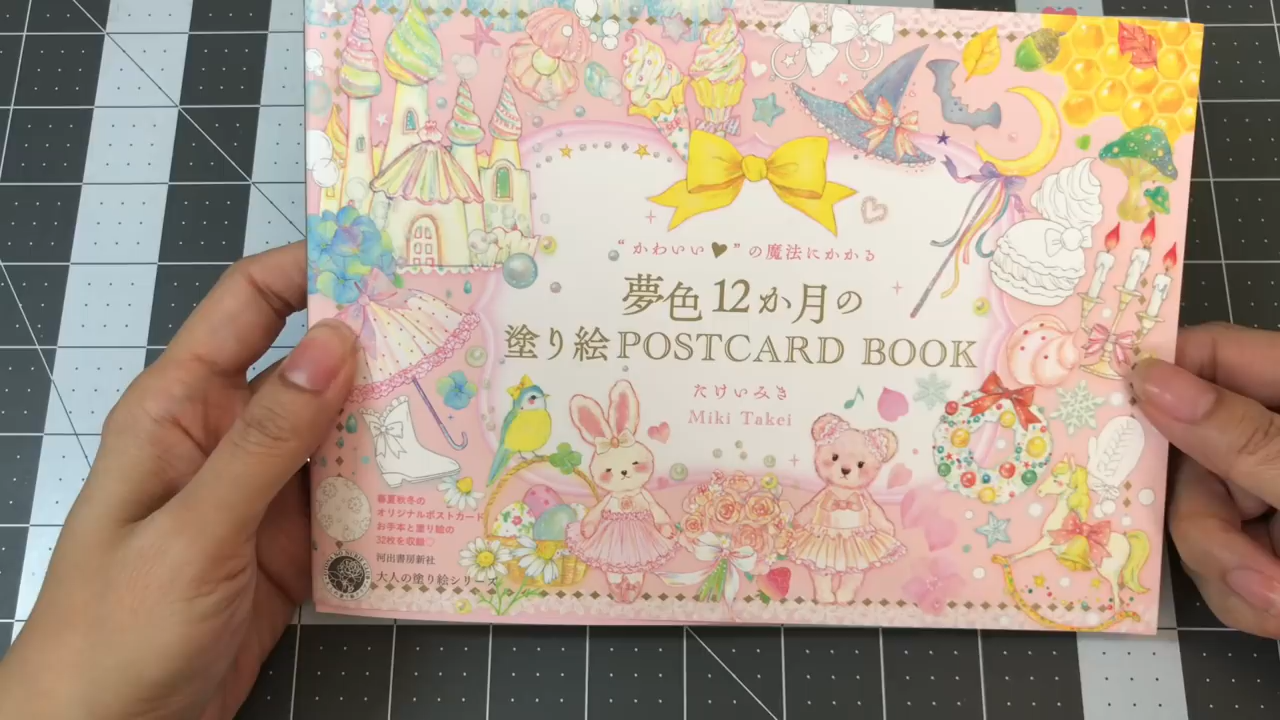 “かわいい♥”の魔法にかかる
夢色12か月の
塗り絵POSTCARD BOOK
たけいみき
Miki Takei
春夏秋冬の
オリジナルポストカード
お手本と塗り絵の
32枚を収録♡
河出書房新社
大人の塗り絵シリーズ